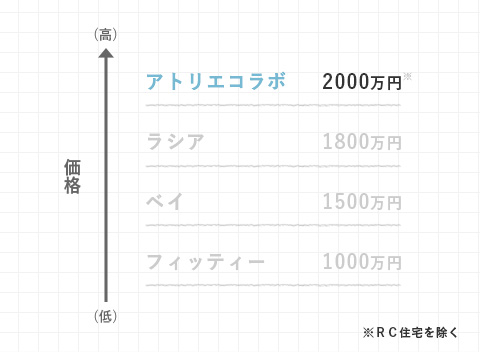 （高）
アトリエコラボ 2000万円※
ラシア 1800万円
価格
ベイ 1500万円
フィッティー 1000万円
（低）
※RC住宅を除く